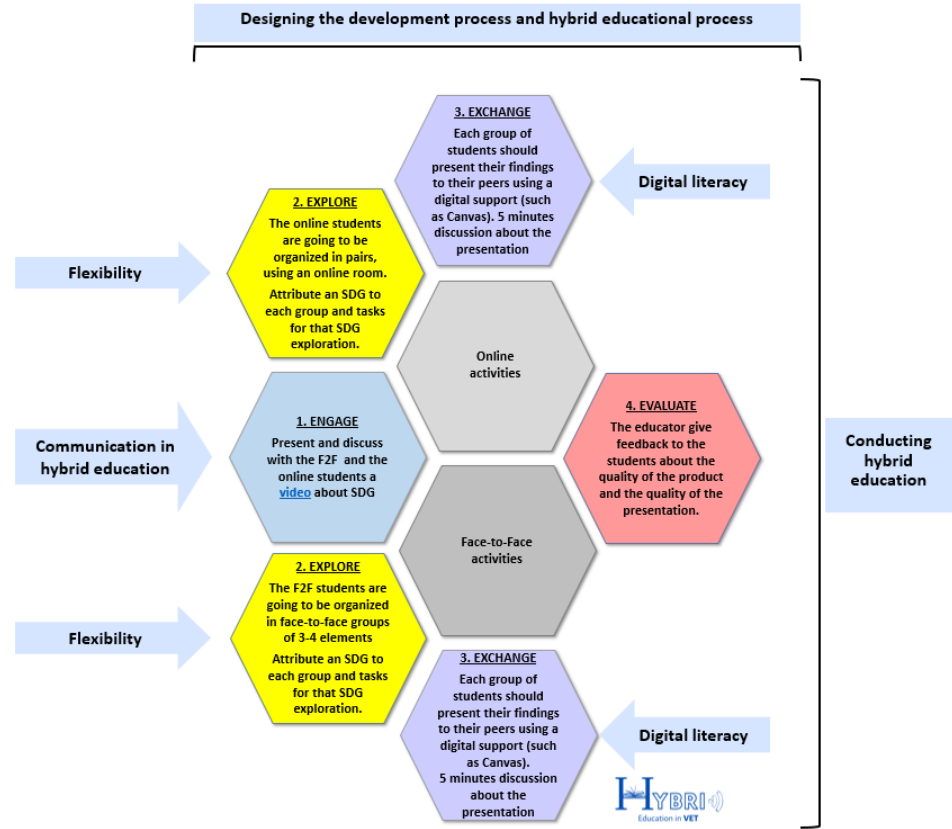 Designing the development process and hybrid educational process
3. EXCHANGE
Each group of
students should
present their findings
to their peers using a
digital support (such
as Canvas). 5 minutes
discussion about the
presentation
Digital literacy
2. EXPLORE
The online students
are going to be
organized in pairs,
using an online room.
Attribute an SDG to
each group and tasks
for that SDG
exploration.
Flexibility
Online
activities
1. ENGAGE
Present and discuss
with the F2F and the
online students a
video about SDG
Communication in
hybrid education
4. EVALUATE
The educator give
feedback to the
students about the
quality of the product
and the quality of the
presentation.
Conducting
hybrid
education
Face-to-Face
activities
2. EXPLORE
The F2F students are
going to be organized
in face-to-face groups
of 3-4 elements
Attribute an SDG to
each group and tasks
for that SDG
exploration.
Flexibility
3. EXCHANGE
Each group of
students should
present their findings
to their peers using a
digital support (such
as Canvas).
5 minutes discussion
about the
presentation
Digital literacy
HYBRI
Education in VET